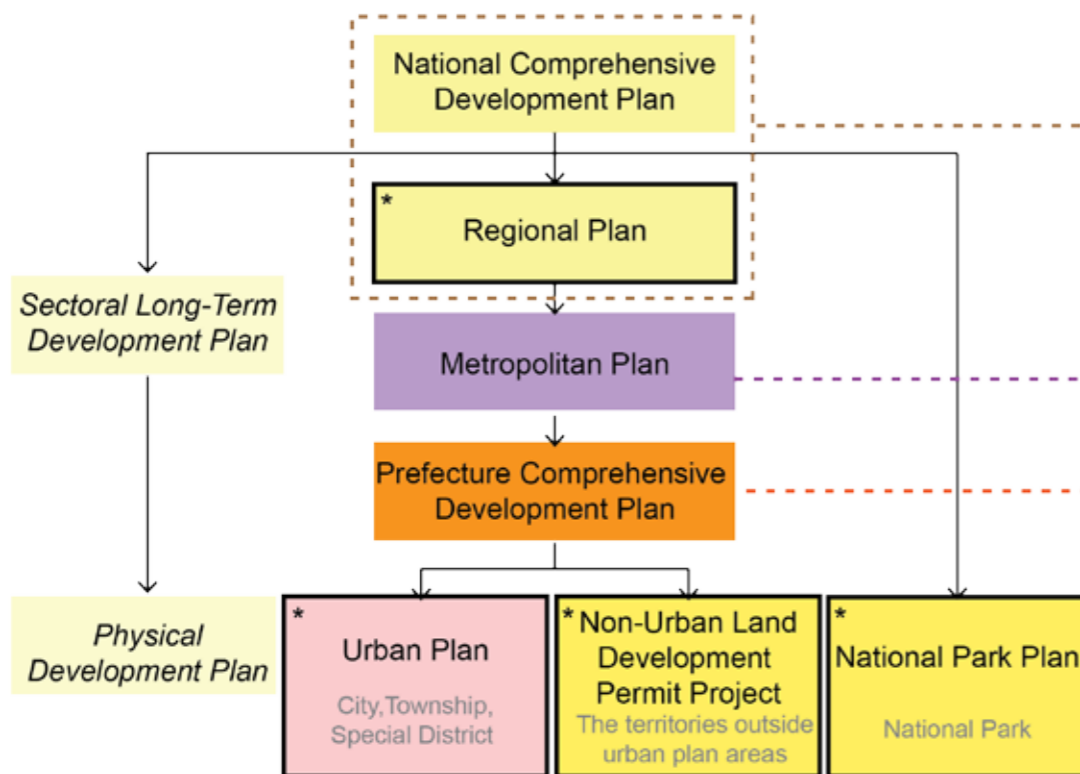 National Comprehensive
Development Plan
*
Regional Plan
Sectoral Long-Term
Development Plan
Metropolitan Plan
Prefecture Comprehensive
Development Plan
Physical
Development Plan
*
Urban Plan
City,Township,
Special District
*
Non-Urban Land
Development
Permit Project
The territories outside
urban plan areas
*
National Park Plan
National Park